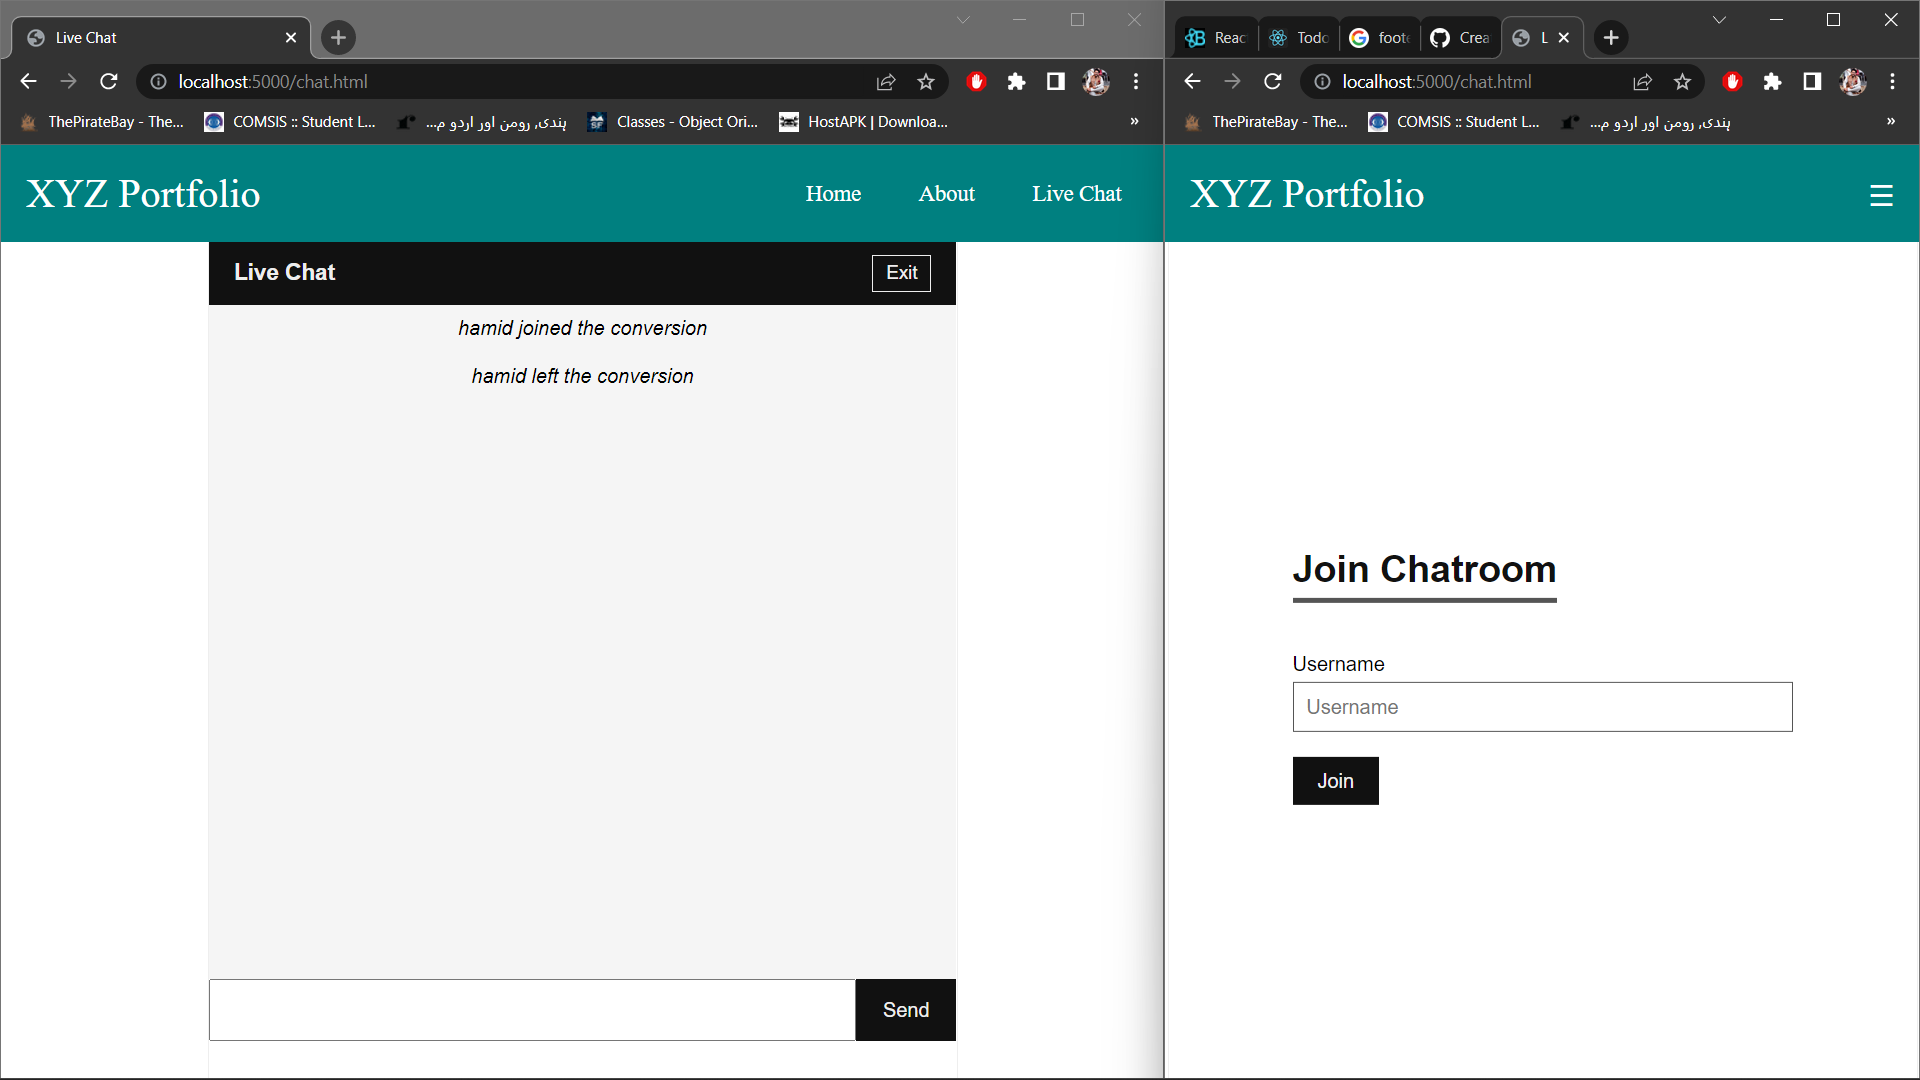 Live Chat
localhost:5000/chat.html
ThePirateBay - The...
COMSIS :: Student L...
ہندی, رومن اور اردو م...
Classes - Object Ori...
HostAPK | Downloa...
»
XYZ Portfolio
Home
About
Live Chat
Live Chat
Exit
hamid joined the conversion
hamid left the conversion
Send
Reac
Todo
foote
Crea
L
localhost:5000/chat.html
ThePirateBay - The...
COMSIS :: Student L...
ہندی, رومن اور اردو م...
»
XYZ Portfolio
Join Chatroom
Username
Username
Join